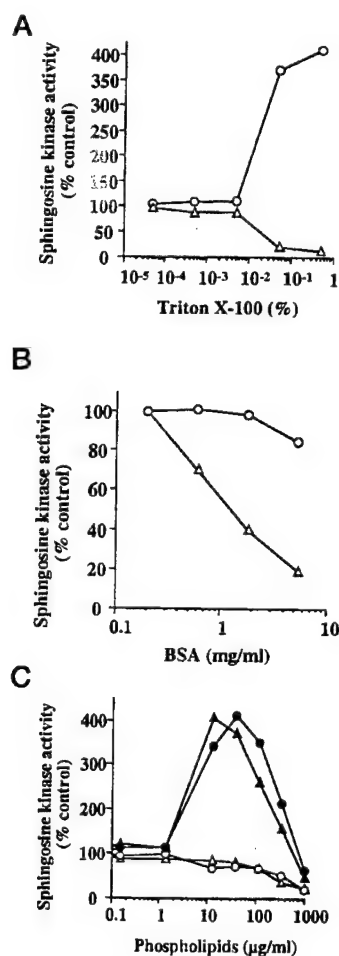 A
Sphingosine kinase activity
(% control)
400
350
300
250
200
150
100
50
0
10-5 10-4 10-3 10-2 10-1 1
Triton X-100 (%)
B
Sphingosine kinase activity
(% control)
100
80
60
40
20
0
0.1 1 10
BSA (mg/ml)
C
Sphingosine kinase activity
(% control)
400
300
200
100
0
0.1 1 10 100 1000
Phospholipids (µg/ml)